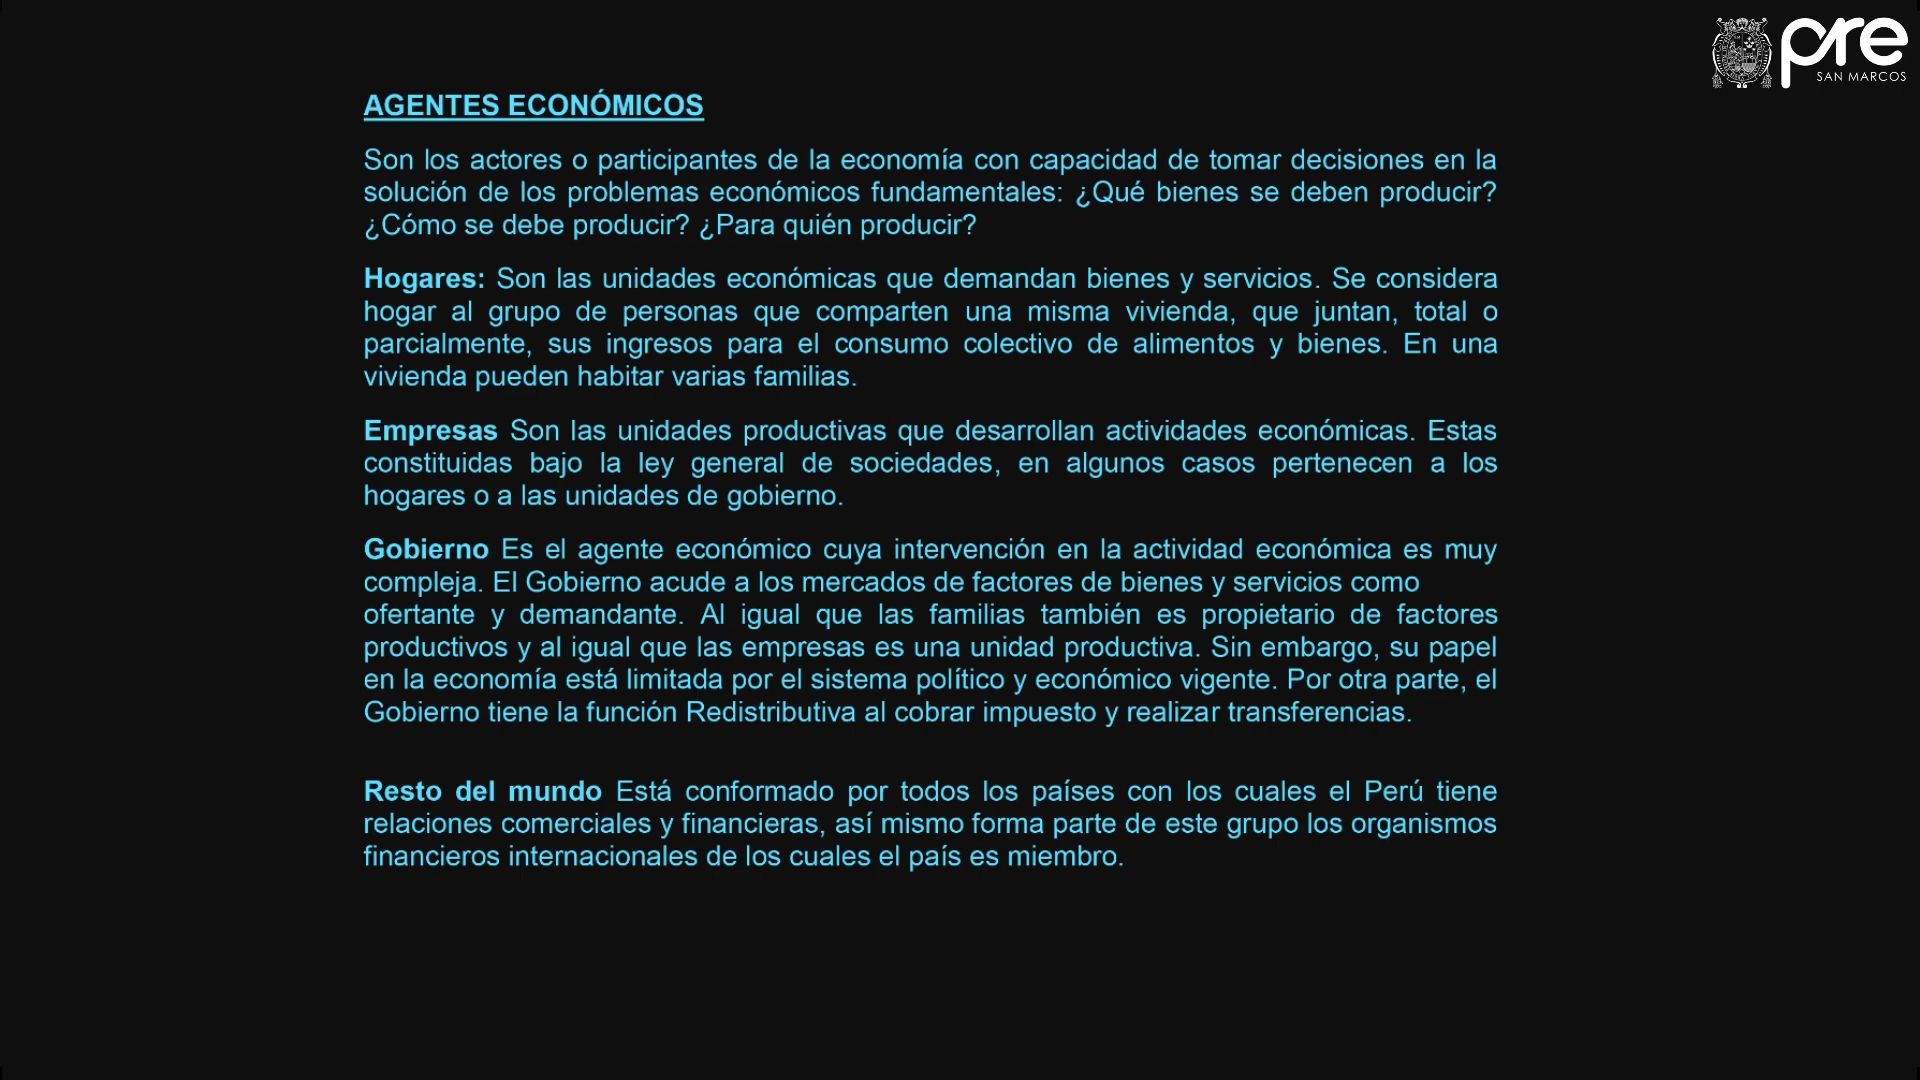 pre
SAN MARCOS
AGENTES ECONÓMICOS
Son los actores o participantes de la economía con capacidad de tomar decisiones en la
solución de los problemas económicos fundamentales: ¿Qué bienes se deben producir?
¿Cómo se debe producir? ¿Para quién producir?
Hogares: Son las unidades económicas que demandan bienes y servicios. Se considera
hogar al grupo de personas que comparten una misma vivienda, que juntan, total o
parcialmente, sus ingresos para el consumo colectivo de alimentos y bienes. En una
vivienda pueden habitar varias familias.
Empresas Son las unidades productivas que desarrollan actividades económicas. Estas
constituidas bajo la ley general de sociedades, en algunos casos pertenecen a los
hogares o a las unidades de gobierno.
Gobierno Es el agente económico cuya intervención en la actividad económica es muy
compleja. El Gobierno acude a los mercados de factores de bienes y servicios como
ofertante y demandante. Al igual que las familias también es propietario de factores
productivos y al igual que las empresas es una unidad productiva. Sin embargo, su papel
en la economía está limitada por el sistema político y económico vigente. Por otra parte, el
Gobierno tiene la función Redistributiva al cobrar impuesto y realizar transferencias.
Resto del mundo Está conformado por todos los países con los cuales el Perú tiene
relaciones comerciales y financieras, así mismo forma parte de este grupo los organismos
financieros internacionales de los cuales el país es miembro.